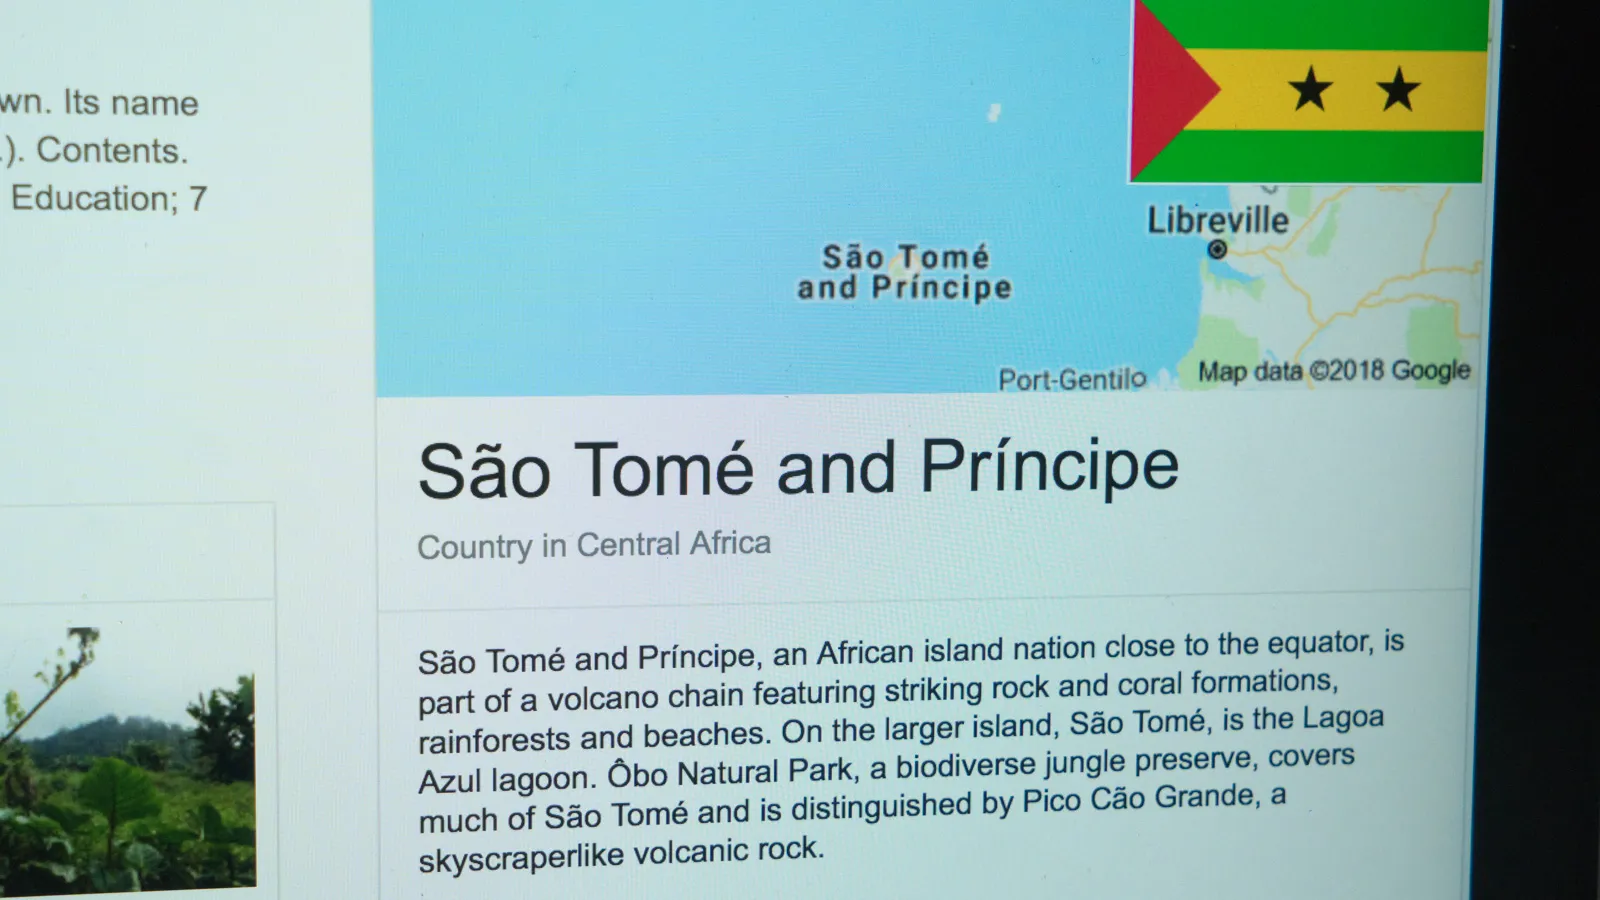 wn. Its name
.). Contents.
Education; 7
Libreville
São Tomé
and Príncipe
Port-Gentilo
Map data ©2018 Google
São Tomé and Príncipe
Country in Central Africa
São Tomé and Príncipe, an African island nation close to the equator, is
part of a volcano chain featuring striking rock and coral formations,
rainforests and beaches. On the larger island, São Tomé, is the Lagoa
Azul lagoon. Ôbo Natural Park, a biodiverse jungle preserve, covers
much of São Tomé and is distinguished by Pico Cão Grande, a
skyscraperlike volcanic rock.